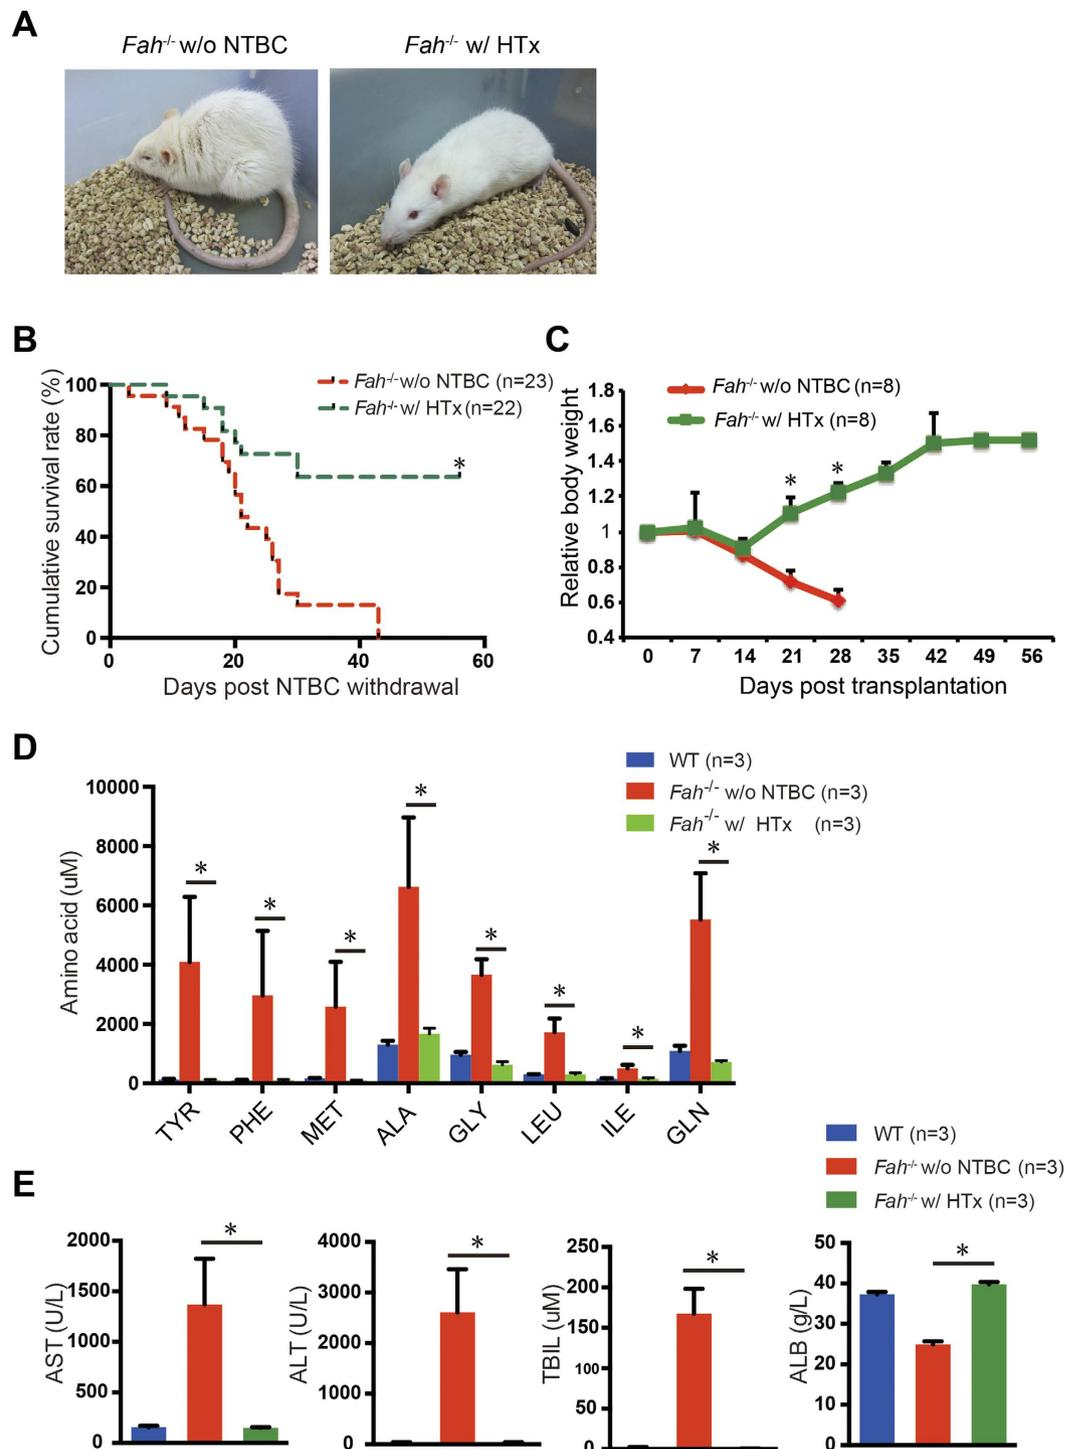 A
Fah-/- w/o NTBC
Fah-/- w/ HTx
B
Cumulative survival rate (%)
100
80
60
40
20
0
0 20 40 60
Days post NTBC withdrawal
Fah-/- w/o NTBC (n=23)
Fah-/- w/ HTx (n=22)
*
C
Relative body weight
1.8
1.6
1.4
1.2
1
0.8
0.6
0.4
0 7 14 21 28 35 42 49 56
Days post transplantation
Fah-/- w/o NTBC (n=8)
Fah-/- w/ HTx (n=8)
* *
D
WT (n=3)
Fah-/- w/o NTBC (n=3)
Fah-/- w/ HTx (n=3)
Amino acid (uM)
10000
8000
6000
4000
2000
0
* * * * * * * *
TYR PHE MET ALA GLY LEU ILE GLN
E
WT (n=3)
Fah-/- w/o NTBC (n=3)
Fah-/- w/ HTx (n=3)
AST (U/L)
2000
1500
1000
500
0
*
ALT (U/L)
4000
3000
2000
1000
0
*
TBIL (uM)
250
200
150
100
50
0
*
ALB (g/L)
50
40
30
20
10
0
*